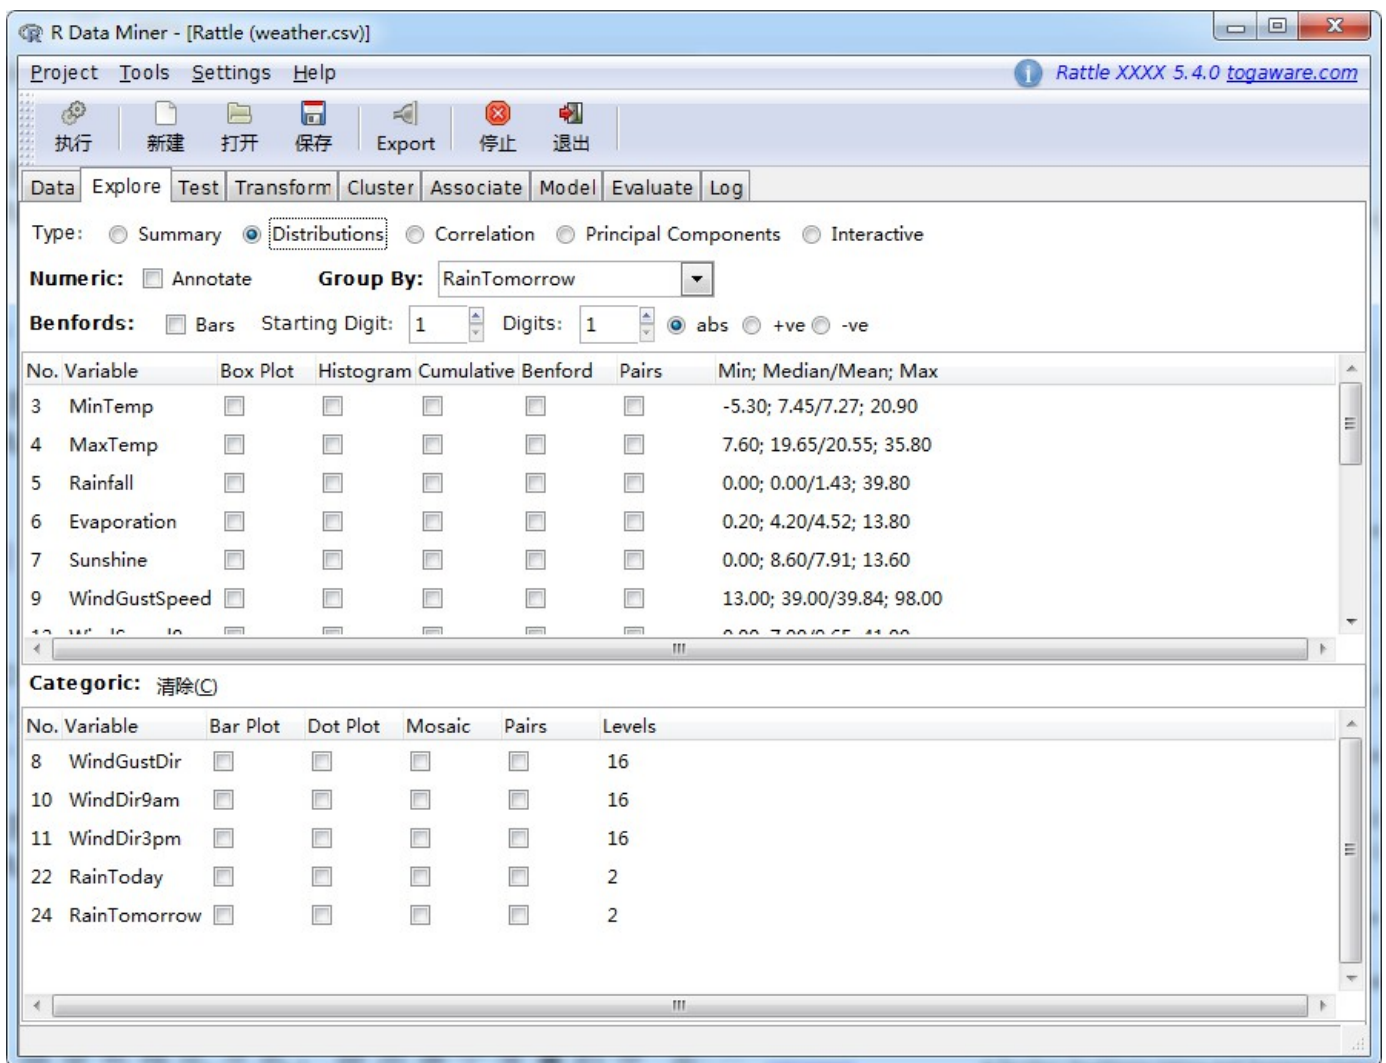 R Data Miner - [Rattle (weather.csv)]
Project Tools Settings Help Rattle XXXX 5.4.0 togaware.com
执行 新建 打开 保存 Export 停止 退出
Data Explore Test Transform Cluster Associate Model Evaluate Log
Type: Summary Distributions Correlation Principal Components Interactive
Numeric: Annotate Group By: RainTomorrow
Benfords: Bars Starting Digit: 1 Digits: 1 abs +ve -ve
No. Variable Box Plot Histogram Cumulative Benford Pairs Min; Median/Mean; Max
3 MinTemp -5.30; 7.45/7.27; 20.90
4 MaxTemp 7.60; 19.65/20.55; 35.80
5 Rainfall 0.00; 0.00/1.43; 39.80
6 Evaporation 0.20; 4.20/4.52; 13.80
7 Sunshine 0.00; 8.60/7.91; 13.60
9 WindGustSpeed 13.00; 39.00/39.84; 98.00
Categoric: 清除(C)
No. Variable Bar Plot Dot Plot Mosaic Pairs Levels
8 WindGustDir 16
10 WindDir9am 16
11 WindDir3pm 16
22 RainToday 2
24 RainTomorrow 2